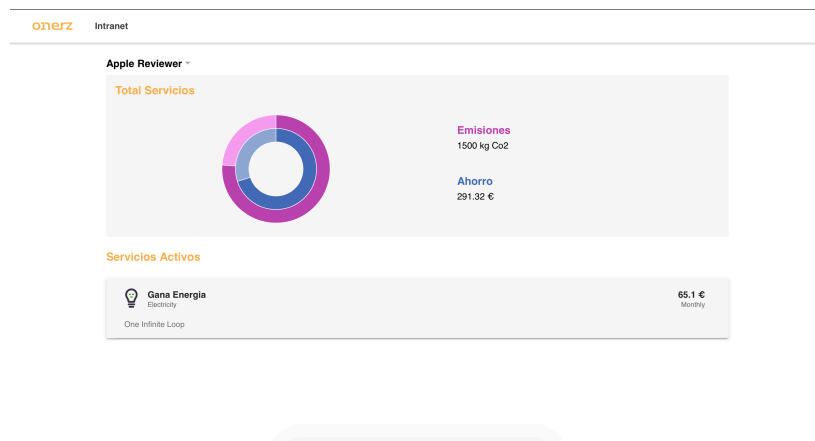 onerz
Intranet
Apple Reviewer
Total Servicios
Emisiones
1500 kg Co2
Ahorro
291.32 €
Servicios Activos
Gana Energia
Electricity
65.1 €
Monthly
One Infinite Loop